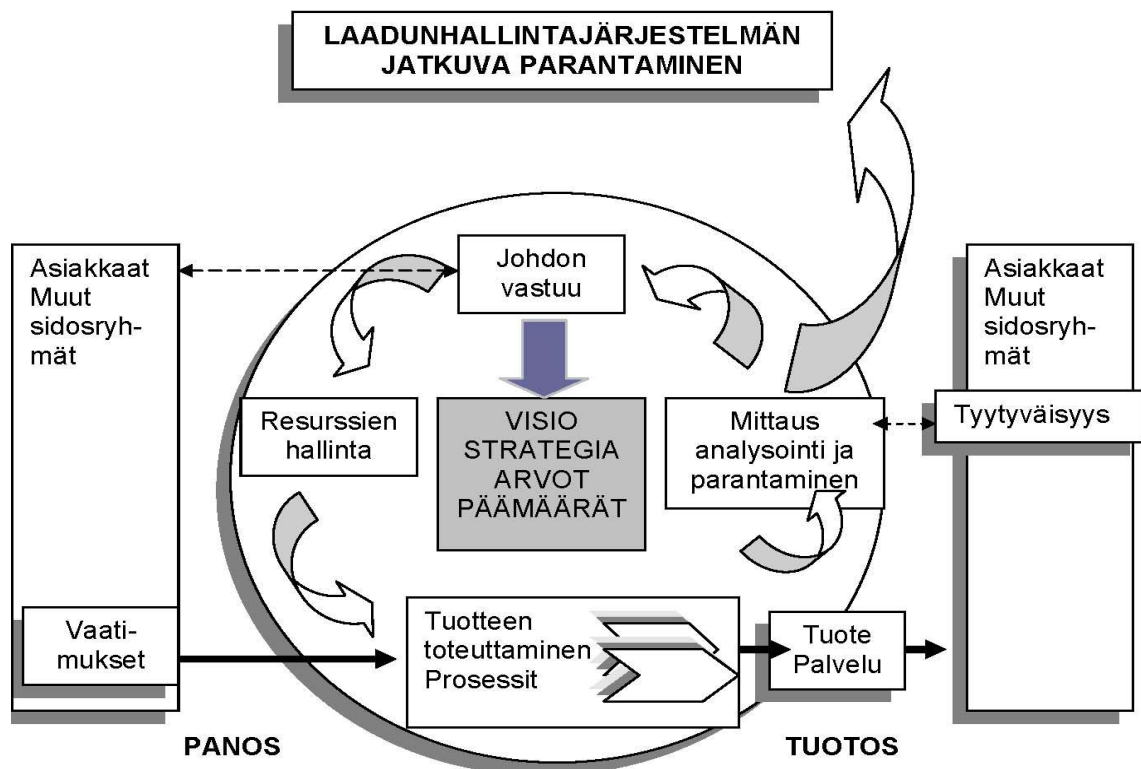 LAADUNHALLINTAJÄRJESTELMÄN
JATKUVA PARANTAMINEN
Asiakkaat
Muut
sidosryh-
mät
Johdon
vastuu
Asiakkaat
Muut
sidosryh-
mät
Resurssien
hallinta
VISIO
STRATEGIA
ARVOT
PÄÄMÄÄRÄT
Mittaus
analysointi ja
parantaminen
Tyytyväisyys
Vaati-
mukset
Tuotteen
toteuttaminen
Prosessit
Tuote
Palvelu
PANOS
TUOTOS